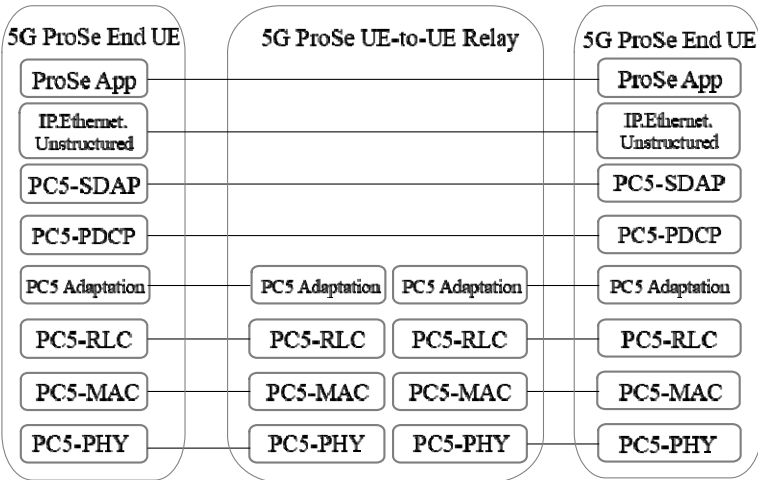 5G ProSe End UE
5G ProSe UE-to-UE Relay
5G ProSe End UE
ProSe App
ProSe App
IP.Ethernet.
Unstructured
IP.Ethernet.
Unstructured
PC5-SDAP
PC5-SDAP
PC5-PDCP
PC5-PDCP
PC5 Adaptation
PC5 Adaptation
PC5 Adaptation
PC5 Adaptation
PC5-RLC
PC5-RLC
PC5-RLC
PC5-RLC
PC5-MAC
PC5-MAC
PC5-MAC
PC5-MAC
PC5-PHY
PC5-PHY
PC5-PHY
PC5-PHY